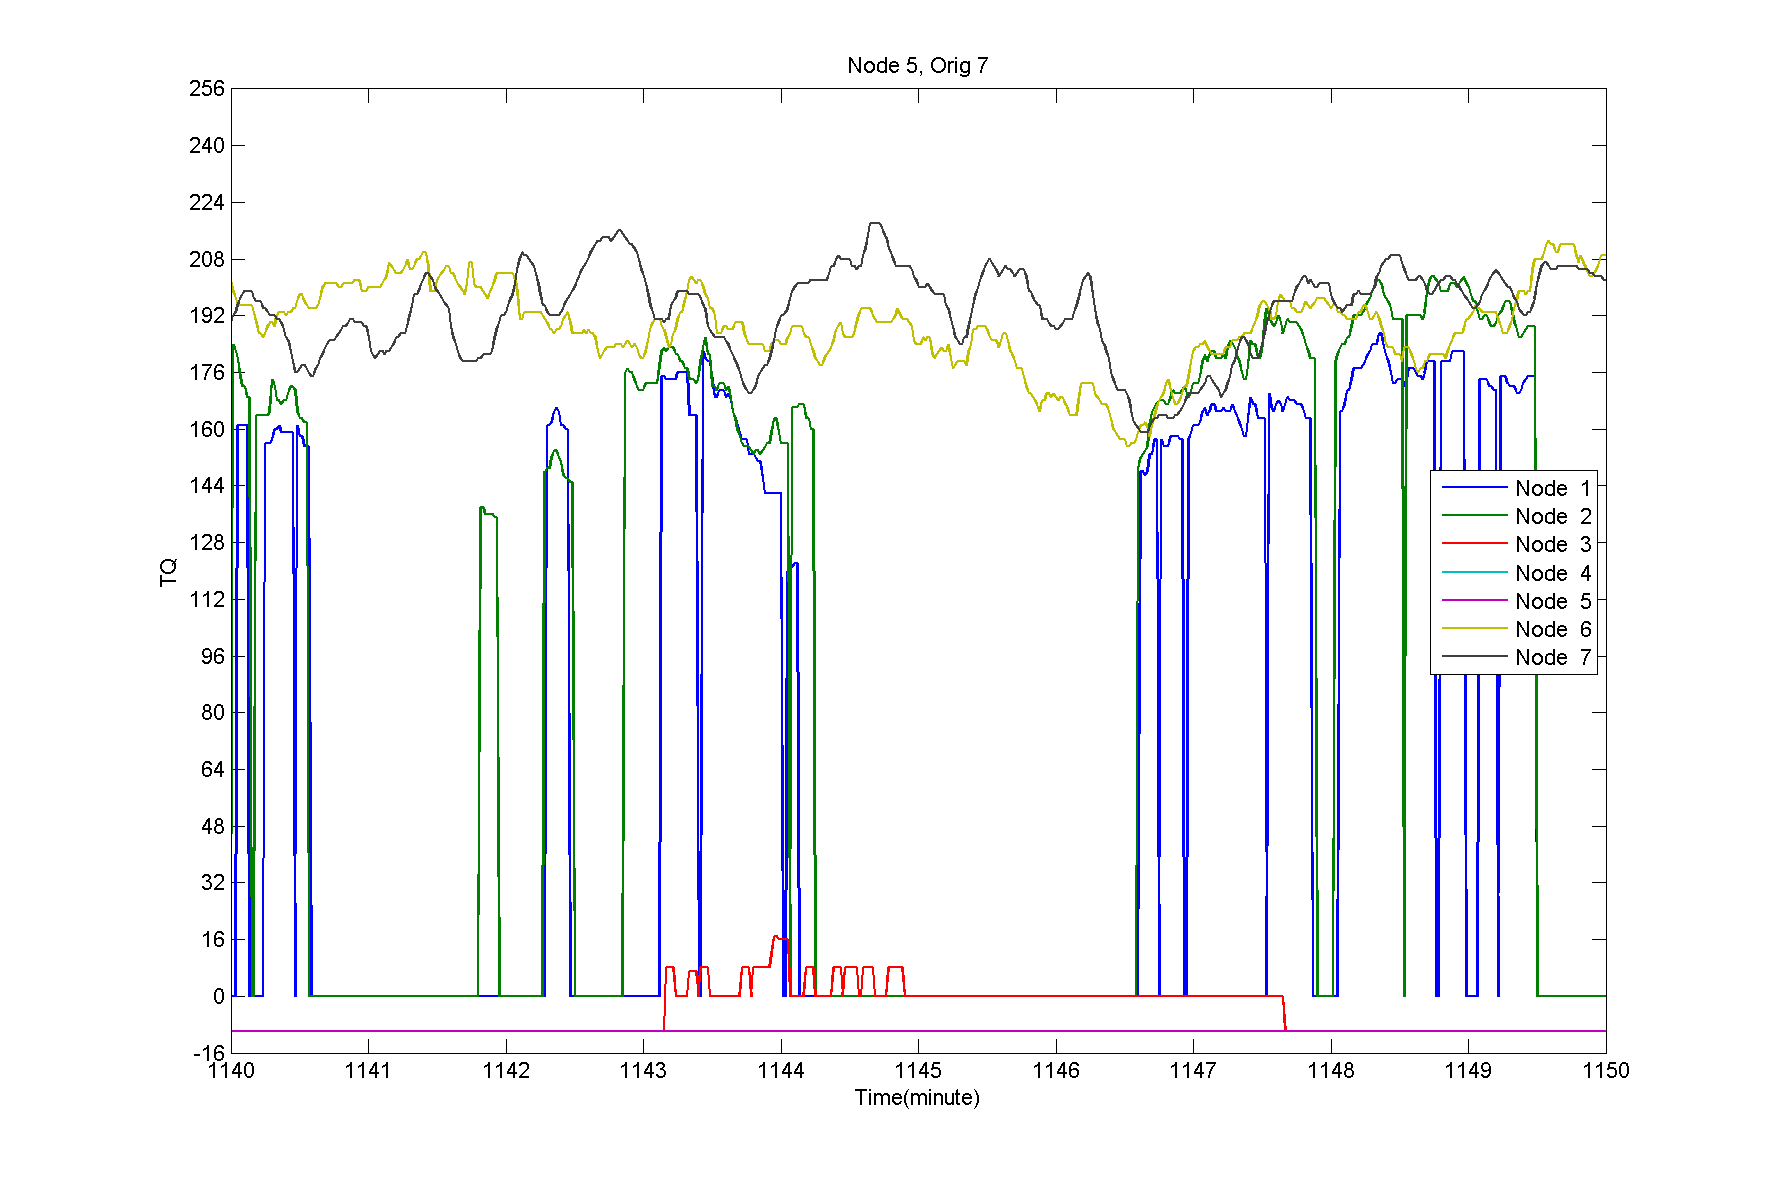 Node 5, Orig 7
256
240
224
208
192
176
160
144
128
112
96
80
64
48
32
16
0
-16
TQ
Node 1
Node 2
Node 3
Node 4
Node 5
Node 6
Node 7
1140 1141 1142 1143 1144 1145 1146 1147 1148 1149 1150
Time(minute)